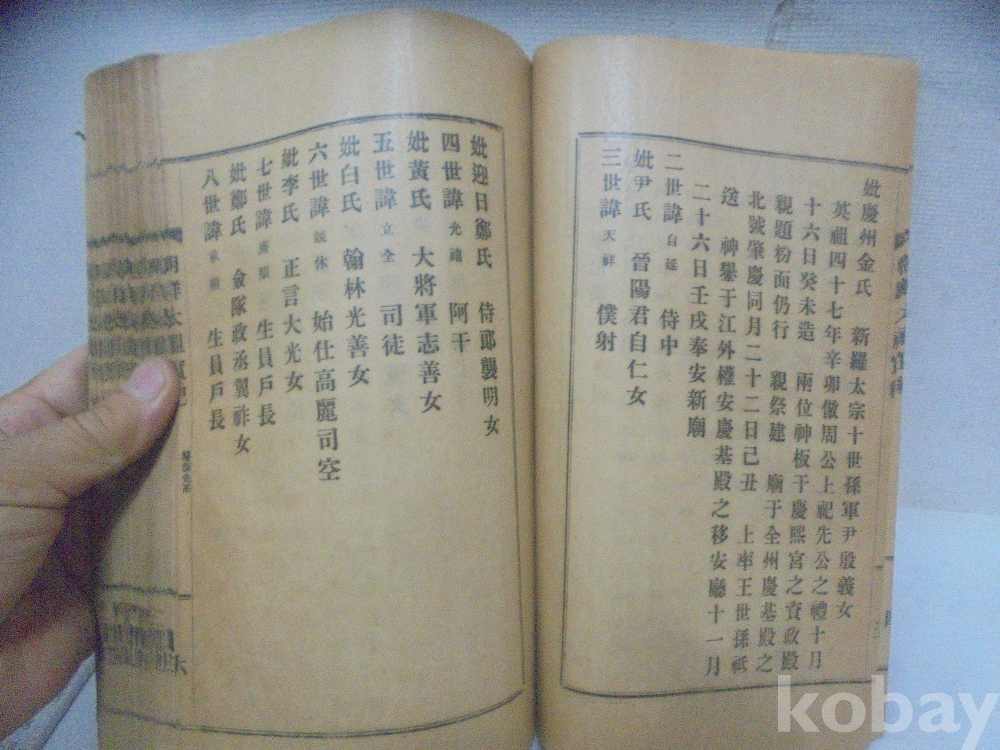 妣慶州金氏 新羅太宗十世孫軍尹殷義女
英祖四十七年辛卯倣周公上祀先公之禮十月
十六日癸未造 兩位神板于慶熙宮之資政殿
親題粉面仍行 親祭建 廟于全州慶基殿之
北號肇慶同月二十二日己丑 上率王世孫祗
送 神轝于江外權安慶基殿之移安廳十一月
二十六日壬戌奉安新廟
二世諱自延 侍中
妣尹氏 晉陽君自仁女
三世諱天祥 僕射
妣迎日鄭氏 侍郎襲明女
四世諱光禧 阿干
妣黃氏 大將軍志善女
五世諱立全 司徒
妣白氏 翰林光善女
六世諱兢休 始仕高麗司空
妣李氏 正言大光女
七世諱 生員戶長
妣鄭氏 僉隊政丞翼祚女
八世諱 生員戶長
kobay